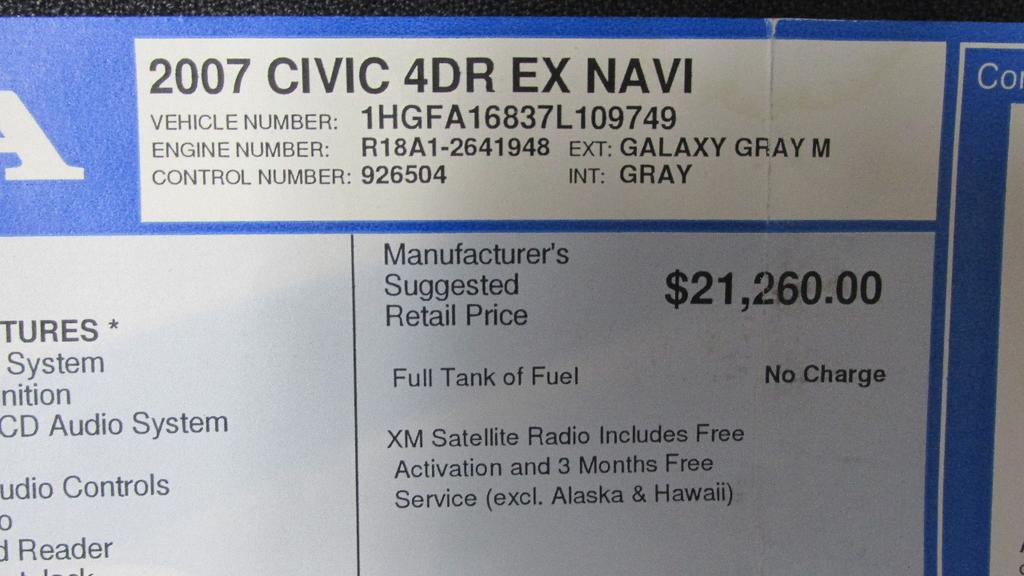 A
2007 CIVIC 4DR EX NAVI
VEHICLE NUMBER: 1HGFA16837L109749
ENGINE NUMBER: R18A1-2641948 EXT: GALAXY GRAY M
CONTROL NUMBER: 926504 INT: GRAY
Cor
TURES *
System
nition
CD Audio System
udio Controls
o
d Reader
Manufacturer's
Suggested
Retail Price
$21,260.00
Full Tank of Fuel No Charge
XM Satellite Radio Includes Free
Activation and 3 Months Free
Service (excl. Alaska & Hawaii)